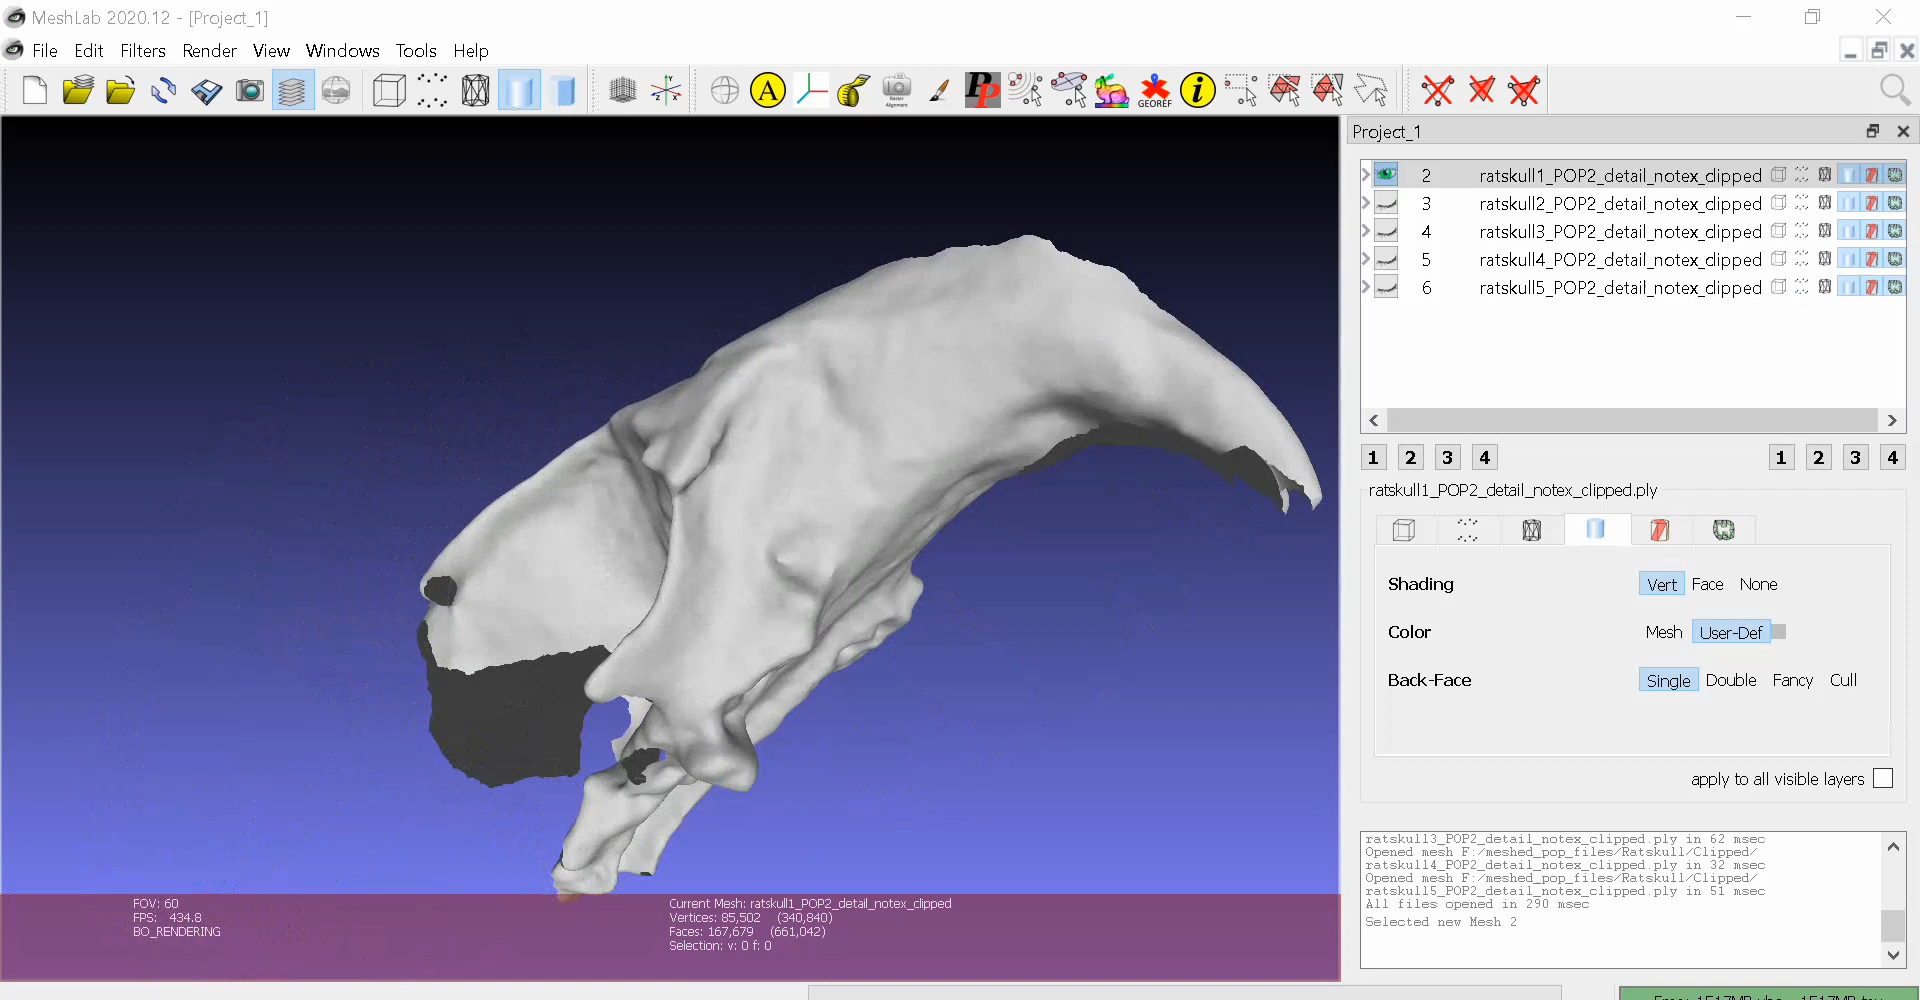 MeshLab 2020.12 - [Project_1]
File Edit Filters Render View Windows Tools Help
A
Pp
GEOREF
i
Project_1
2 ratskull1_POP2_detail_notex_clipped
3 ratskull2_POP2_detail_notex_clipped
4 ratskull3_POP2_detail_notex_clipped
5 ratskull4_POP2_detail_notex_clipped
6 ratskull5_POP2_detail_notex_clipped
1 2 3 4 1 2 3 4
ratskull1_POP2_detail_notex_clipped.ply
Shading Vert Face None
Color Mesh User-Def
Back-Face Single Double Fancy Cull
apply to all visible layers
ratskull3_POP2_detail_notex_clipped.ply in 62 msec
Opened mesh F:/meshed_pop_files/Ratskull/Clipped/
ratskull4_POP2_detail_notex_clipped.ply in 32 msec
Opened mesh F:/meshed_pop_files/Ratskull/Clipped/
ratskull5_POP2_detail_notex_clipped.ply in 51 msec
All files opened in 290 msec
Selected new Mesh 2
FOV: 60
FPS: 434.8
BO_RENDERING
Current Mesh: ratskull1_POP2_detail_notex_clipped
Vertices: 85,502 (340,840)
Faces: 167,679 (661,042)
Selection: v: 0 f: 0